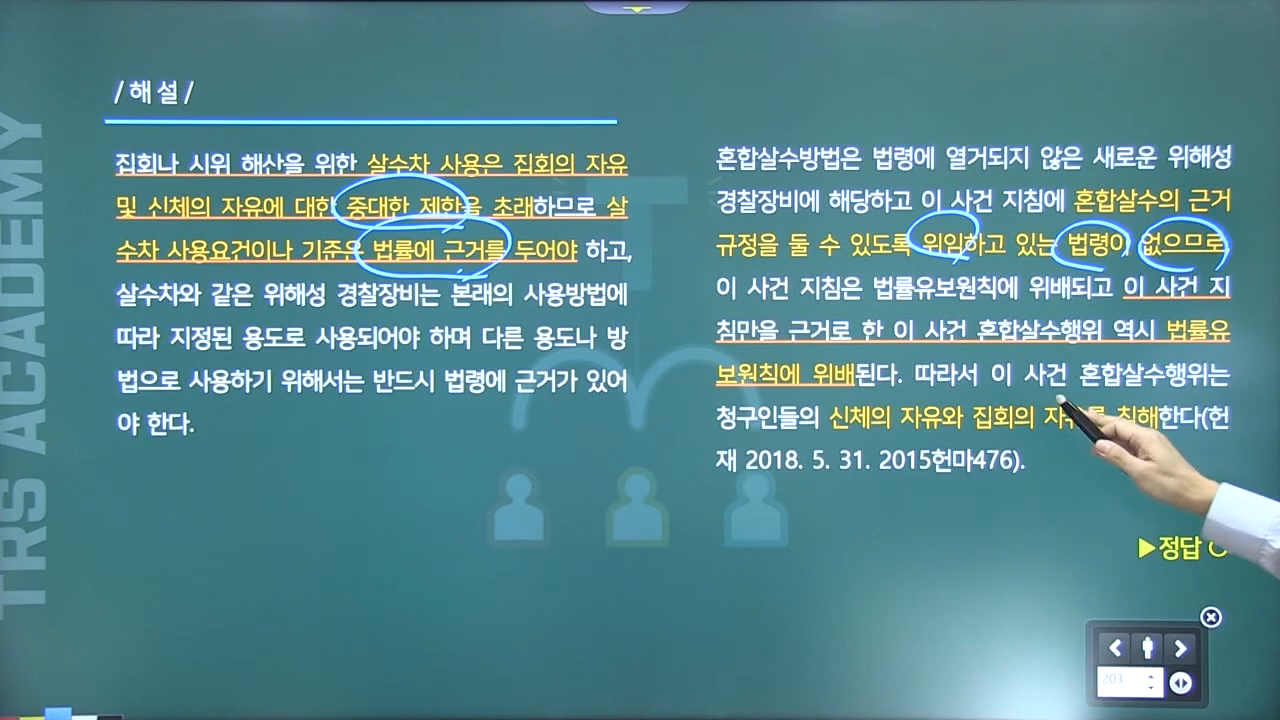 TRS ACADEMY
/ 해 설 /
집회나 시위 해산을 위한 살수차 사용은 집회의 자유
및 신체의 자유에 대한 중대한 제한을 초래하므로 살
수차 사용요건이나 기준은 법률에 근거를 두어야 하고,
살수차와 같은 위해성 경찰장비는 본래의 사용방법에
따라 지정된 용도로 사용되어야 하며 다른 용도나 방
법으로 사용하기 위해서는 반드시 법령에 근거가 있어
야 한다.
혼합살수방법은 법령에 열거되지 않은 새로운 위해성
경찰장비에 해당하고 이 사건 지침에 혼합살수의 근거
규정을 둘 수 있도록 위임하고 있는 법령이 없으므로
이 사건 지침은 법률유보원칙에 위배되고 이 사건 지
침만을 근거로 한 이 사건 혼합살수행위 역시 법률유
보원칙에 위배된다. 따라서 이 사건 혼합살수행위는
청구인들의 신체의 자유와 집회의 자유를 침해한다(헌
재 2018. 5. 31. 2015헌마476).
▶정답 O
203